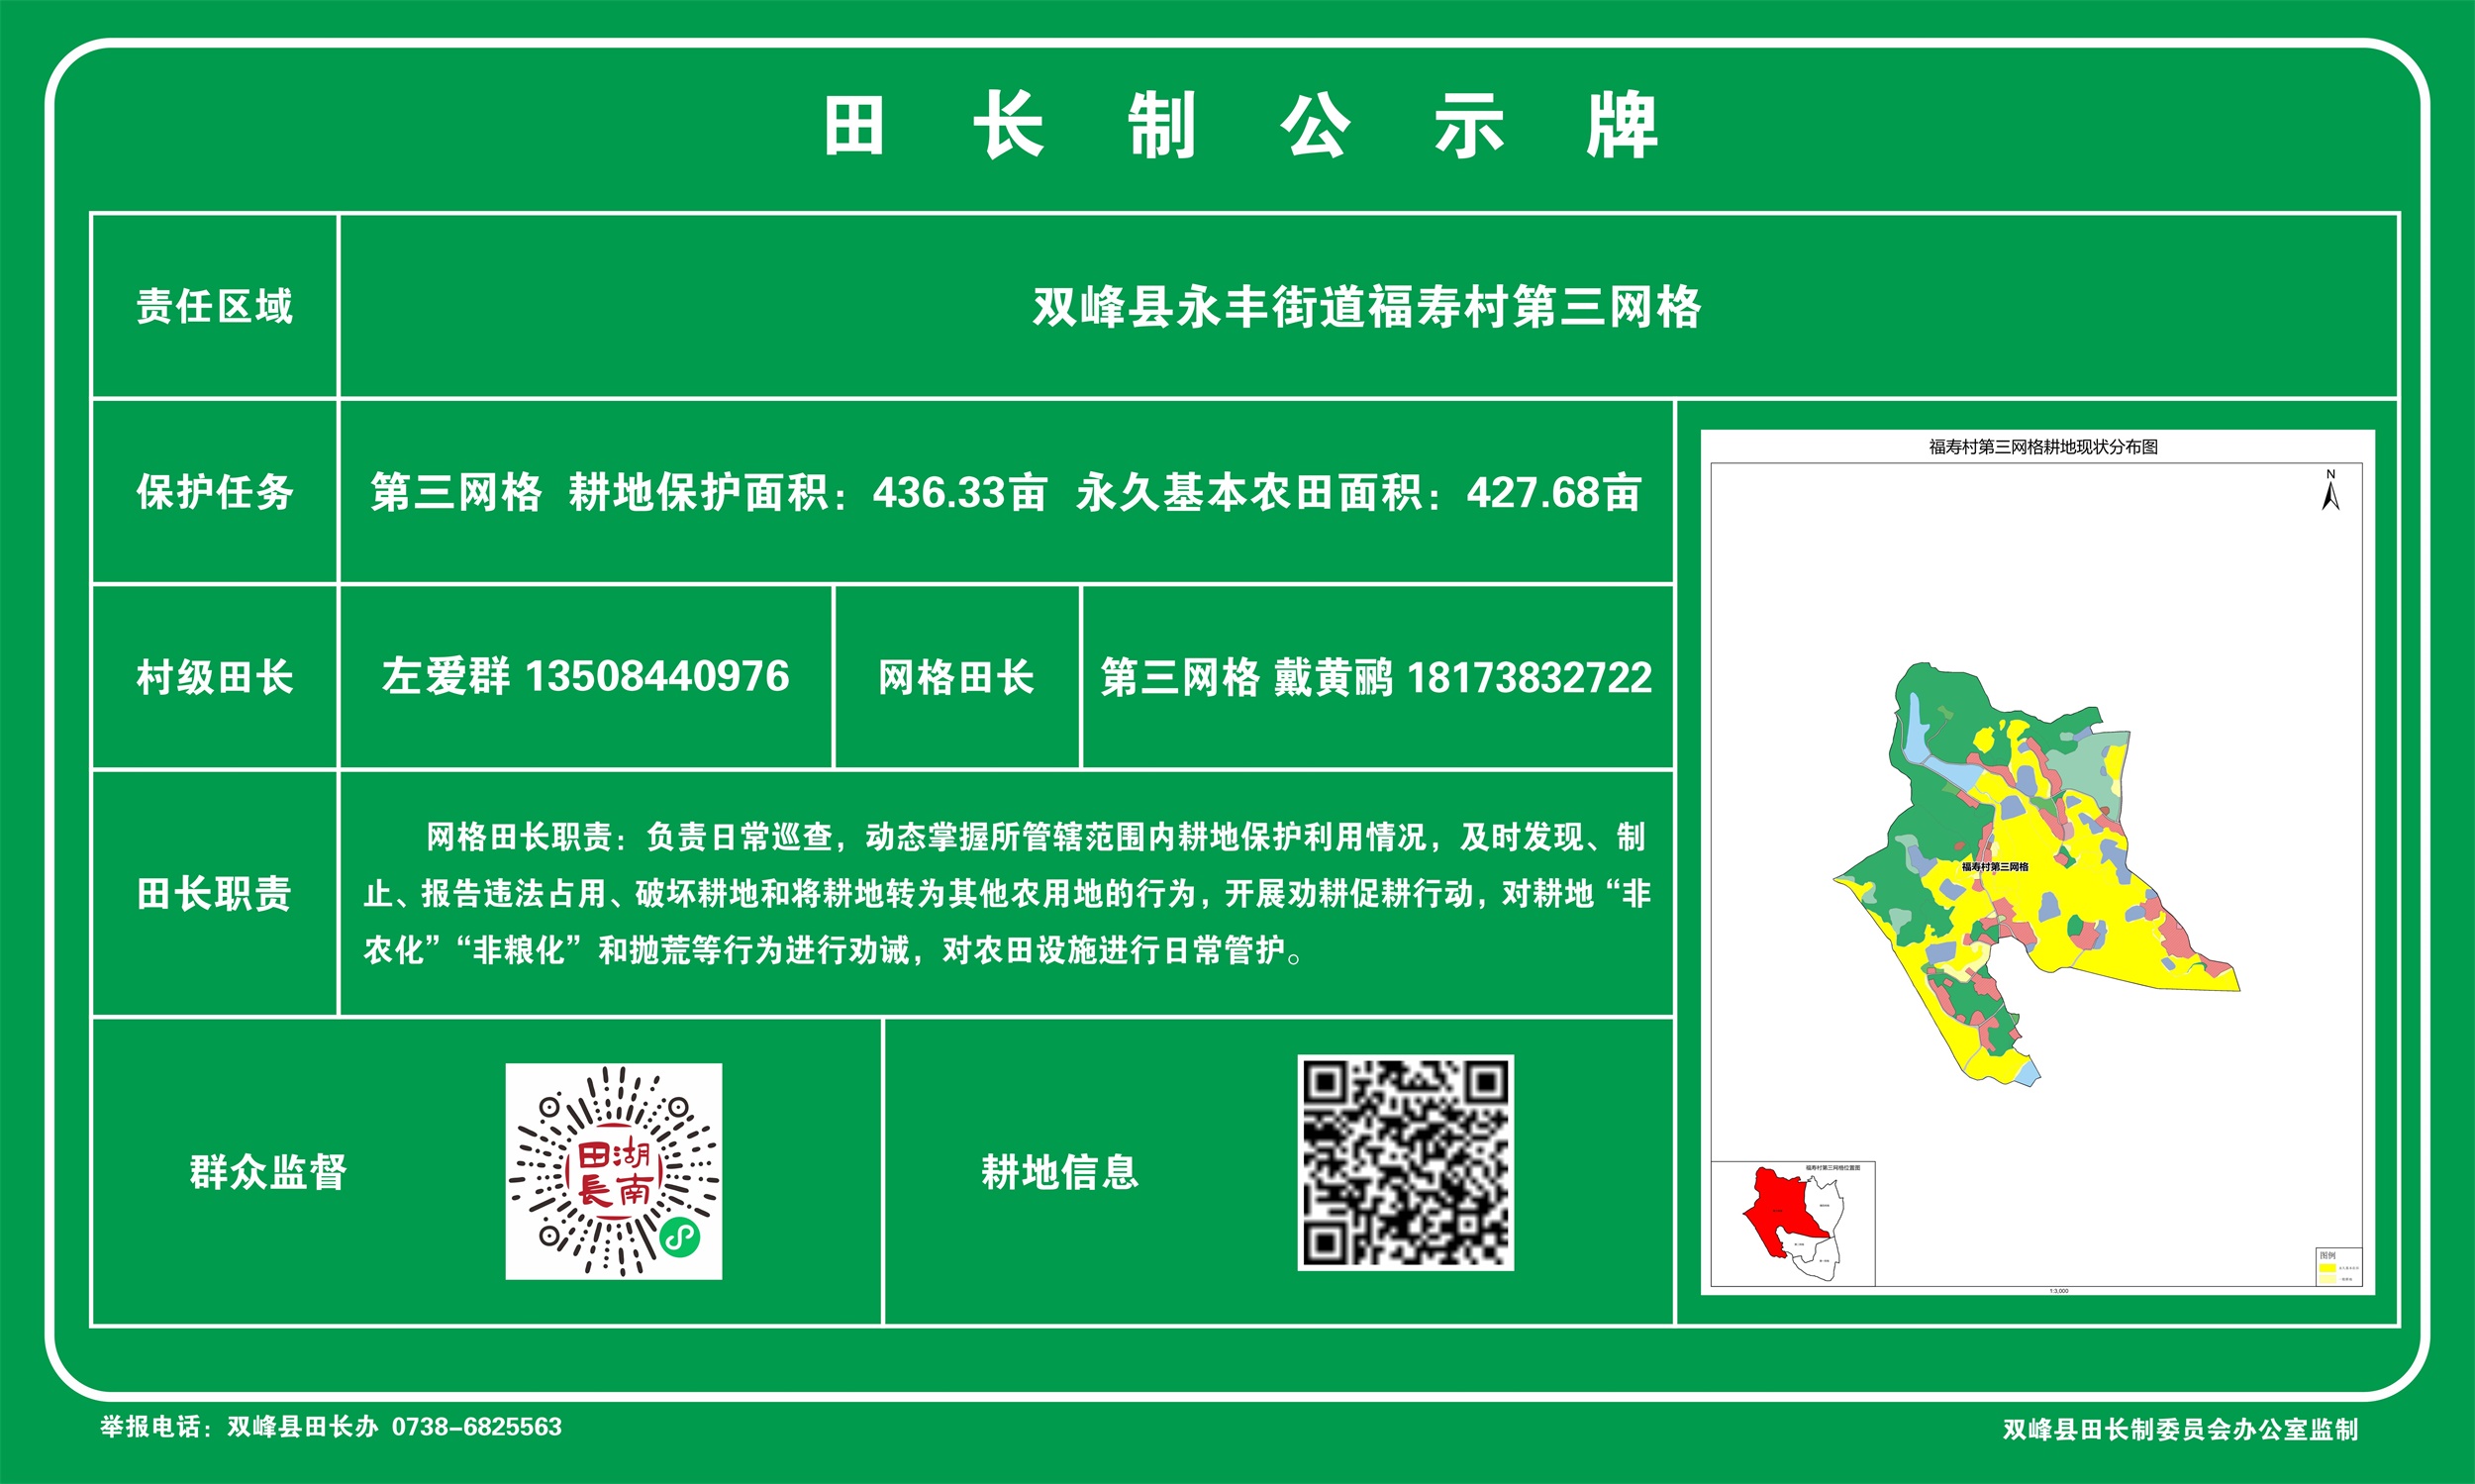 田长制公示牌
责任区域
双峰县永丰街道福寿村第三网格
保护任务
第三网格 耕地保护面积：436.33亩 永久基本农田面积：427.68亩
村级田长
左爱群 13508440976
网格田长
第三网格 戴黄鹂 18173832722
田长职责
网格田长职责：负责日常巡查，动态掌握所管辖范围内耕地保护利用情况，及时发现、制
止、报告违法占用、破坏耕地和将耕地转为其他农用地的行为，开展劝耕促耕行动，对耕地“非
农化”“非粮化”和抛荒等行为进行劝诫，对农田设施进行日常管护。
群众监督
湖南
田長
耕地信息
福寿村第三网格耕地现状分布图
N
福寿村第三网格
福寿村第三网格位置图
图例
1:3,000
举报电话：双峰县田长办 0738-6825563
双峰县田长制委员会办公室监制